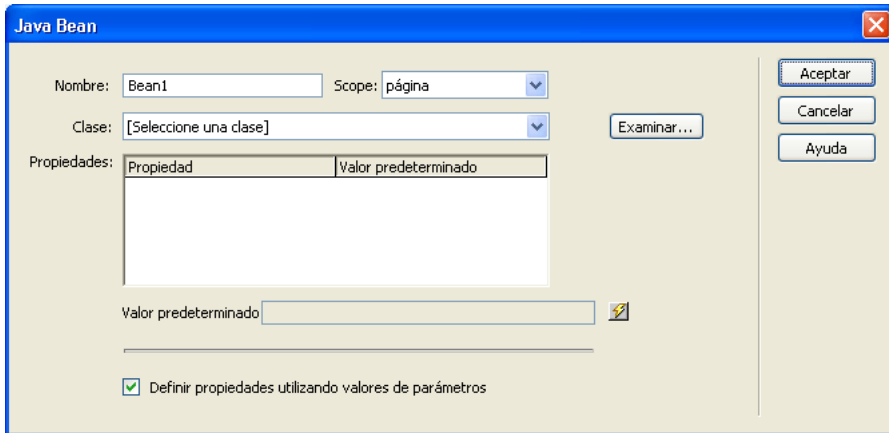 Java Bean
Nombre: Bean1 Scope: página Aceptar
Cancelar
Clase: [Seleccione una clase] Examinar...
Ayuda
Propiedades: Propiedad Valor predeterminado
Valor predeterminado
Definir propiedades utilizando valores de parámetros